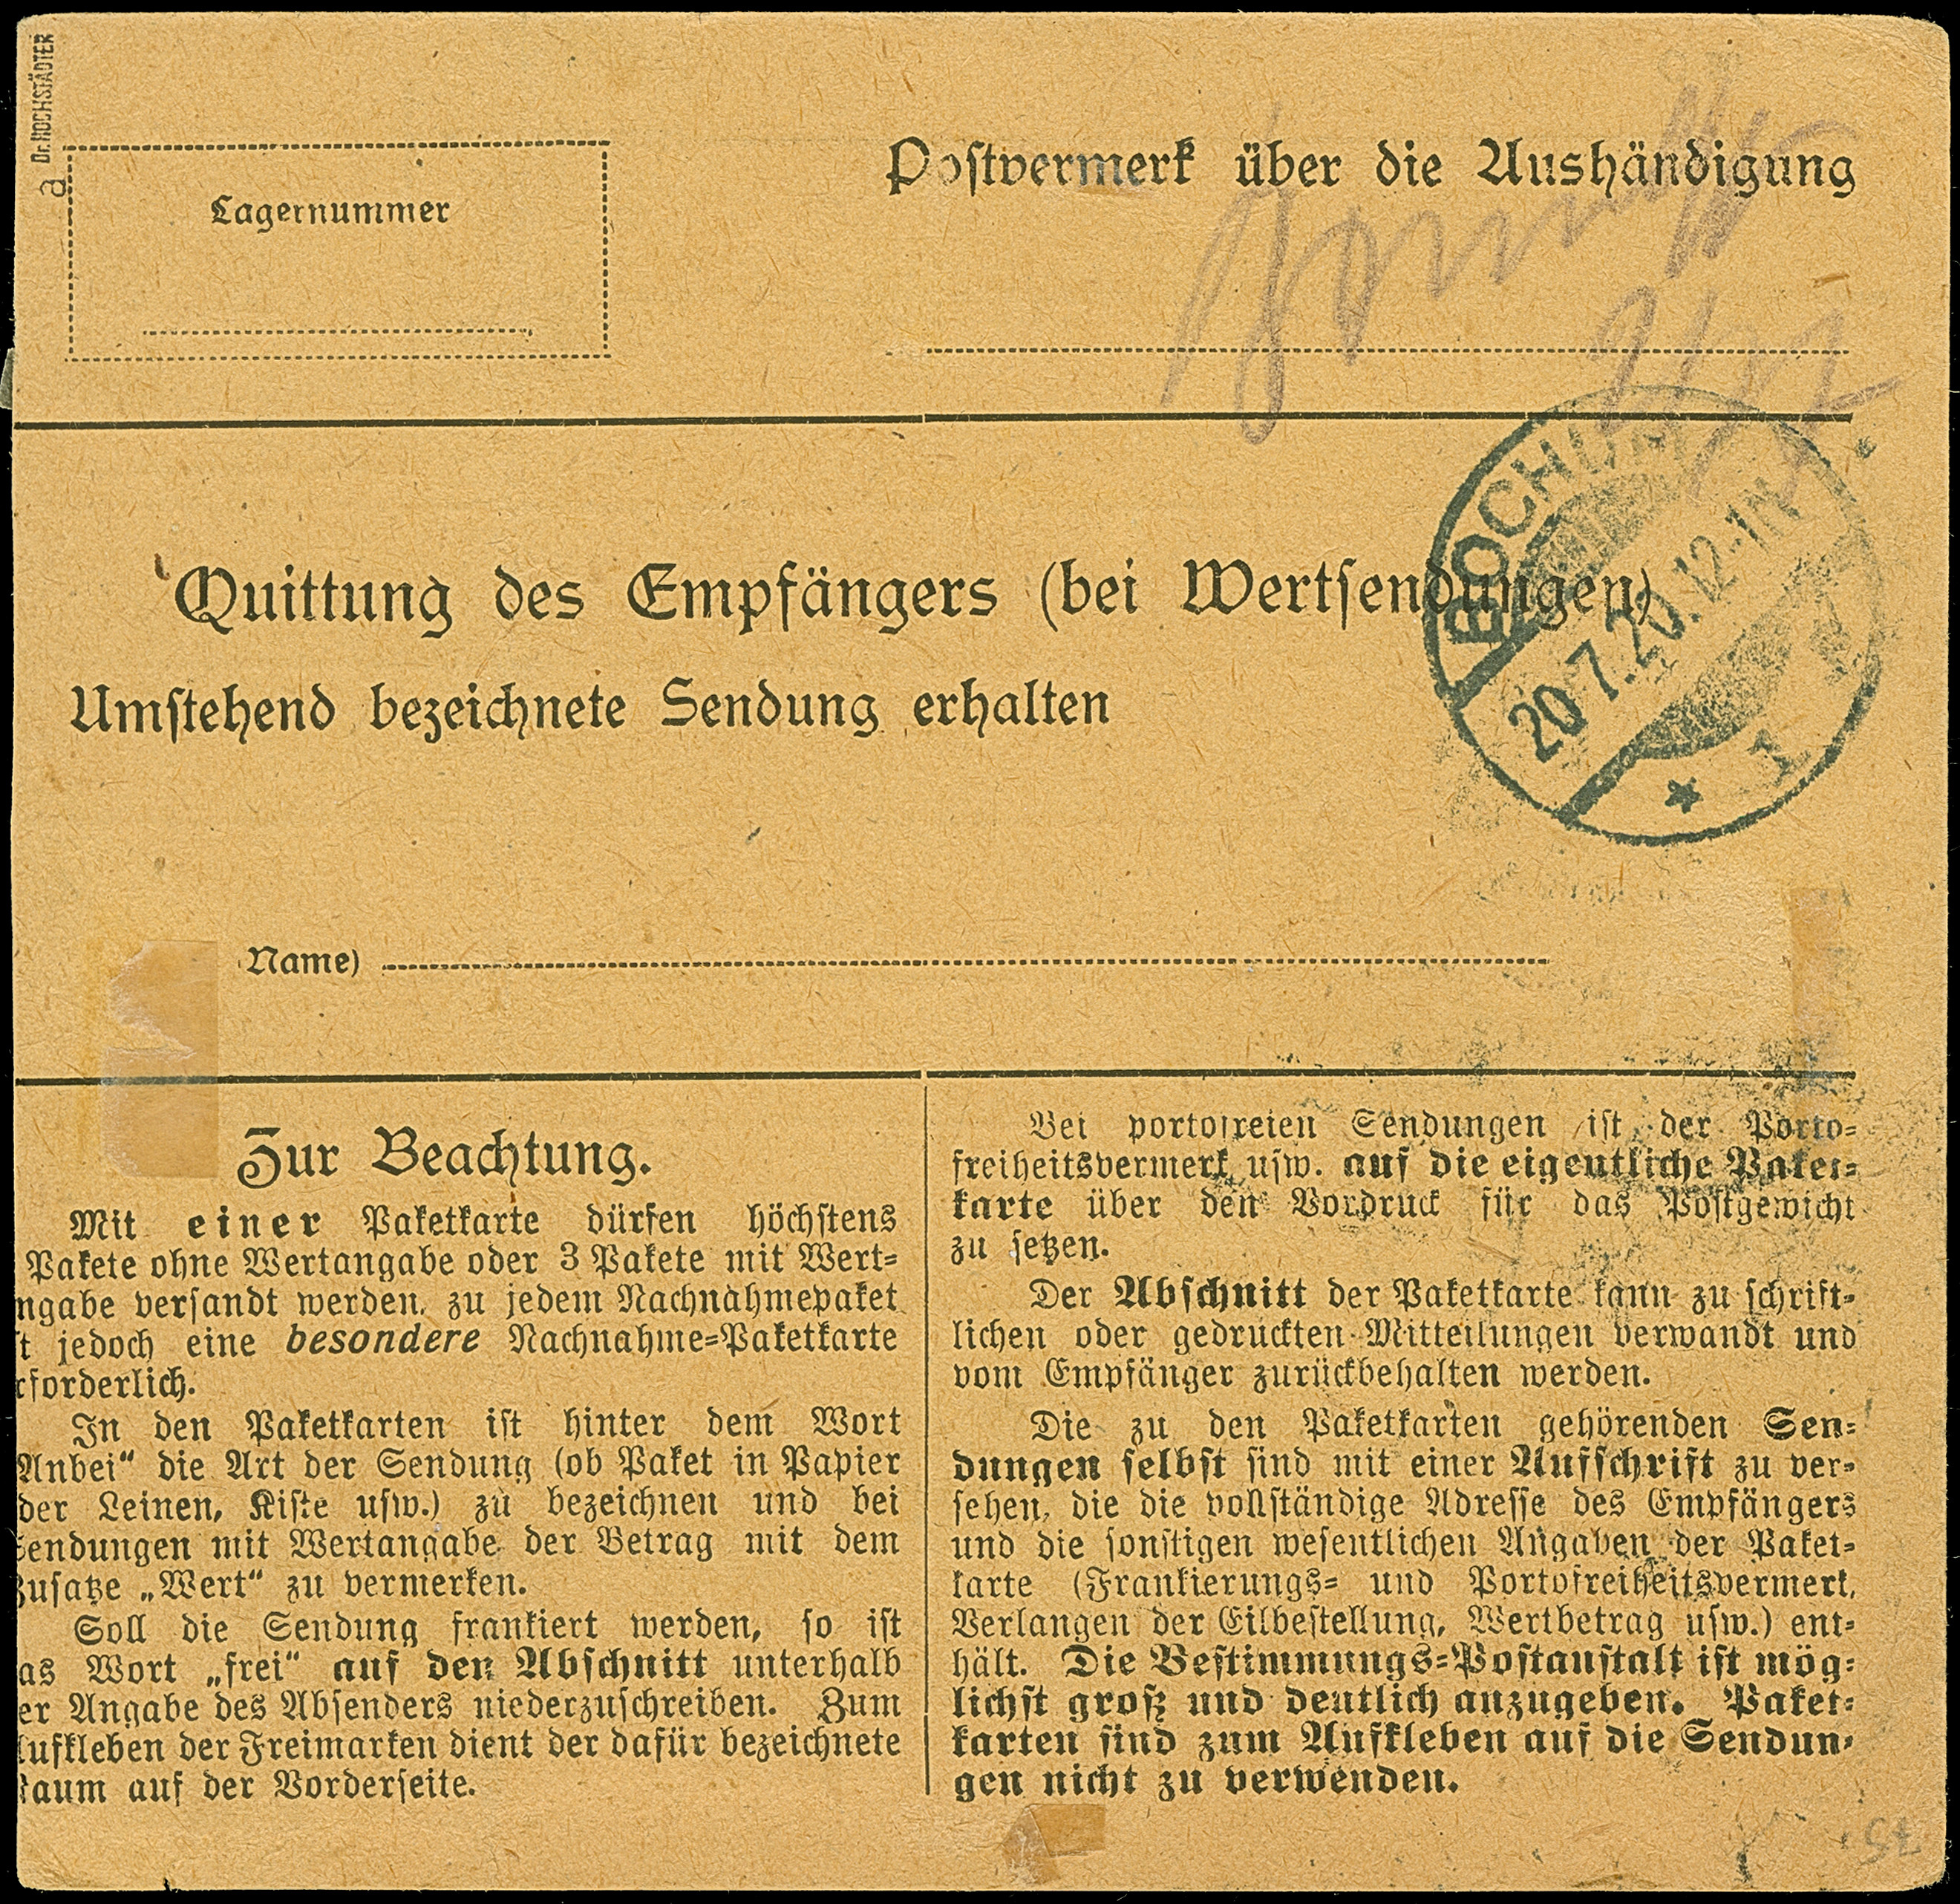 Dr. HOCHSTÄDTER
a
Lagernummer
Postvermerk über die Aushändigung
BOCHUM
20.7.20.12-1N
* 1
Quittung des Empfängers (bei Wertsendungen)
Umstehend bezeichnete Sendung erhalten
Name)
Zur Beachtung.
Mit einer Paketkarte dürfen höchstens
Pakete ohne Wertangabe oder 3 Pakete mit Wert=
ngabe versandt werden, zu jedem Nachnahmepaket
t jedoch eine besondere Nachnahme=Paketkarte
rforderlich.
In den Paketkarten ist hinter dem Wort
Anbei“ die Art der Sendung (ob Paket in Papier
der Leinen, Kiste usw.) zu bezeichnen und bei
Sendungen mit Wertangabe der Betrag mit dem
Zusatze „Wert“ zu vermerken.
Soll die Sendung frankiert werden, so ist
as Wort „frei“ auf den Abschnitt unterhalb
er Angabe des Absenders niederzuschreiben. Zum
ufkleben der Freimarken dient der dafür bezeichnete
aum auf der Vorderseite.
Bei portofreien Sendungen ist der Porto=
freiheitsvermerk usw. auf die eigentliche Paket=
karte über den Vordruck für das Postgewicht
zu setzen.
Der Abschnitt der Paketkarte kann zu schrift=
lichen oder gedruckten Mitteilungen verwandt und
vom Empfänger zurückbehalten werden.
Die zu den Paketkarten gehörenden Sen=
dungen selbst sind mit einer Aufschrift zu ver=
sehen, die die vollständige Adresse des Empfängers
und die sonstigen wesentlichen Angaben der Paket=
karte (Frankierungs= und Portofreiheitsvermerk,
Verlangen der Eilbestellung, Wertbetrag usw.) ent=
hält. Die Bestimmungs=Postanstalt ist mög=
lichst groß und deutlich anzugeben. Paket=
karten sind zum Aufkleben auf die Sendun=
gen nicht zu verwenden.